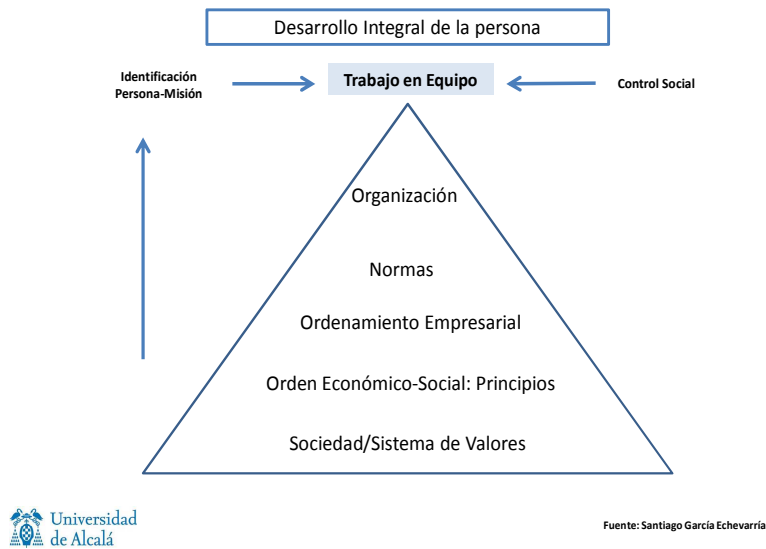 Desarrollo Integral de la persona
Identificación
Persona-Misión
Trabajo en Equipo
Control Social
Organización
Normas
Ordenamiento Empresarial
Orden Económico-Social: Principios
Sociedad/Sistema de Valores
Universidad
de Alcalá
Fuente: Santiago García Echevarría